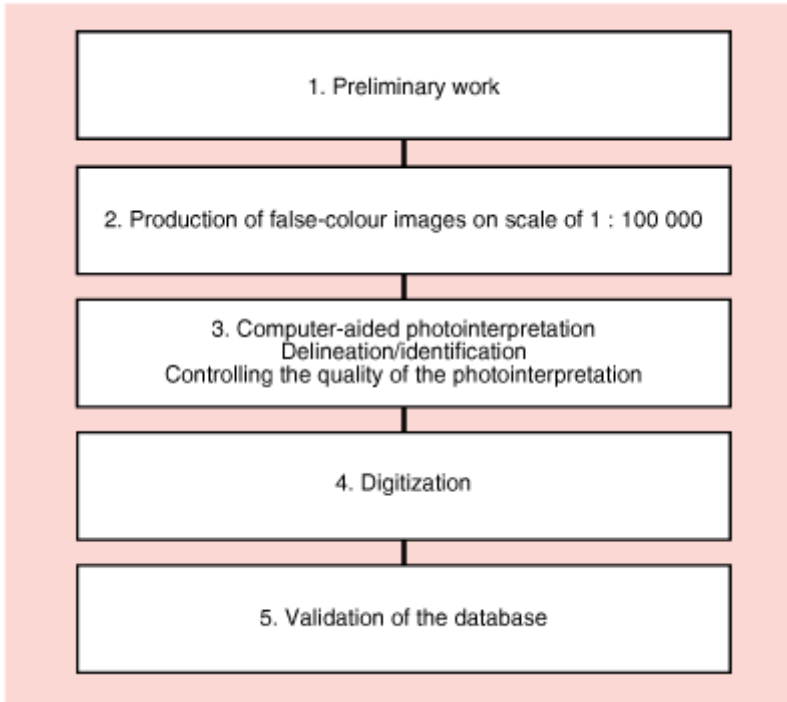 1. Preliminary work
2. Production of false-colour images on scale of 1 : 100 000
3. Computer-aided photointerpretation
Delineation/identification
Controlling the quality of the photointerpretation
4. Digitization
5. Validation of the database